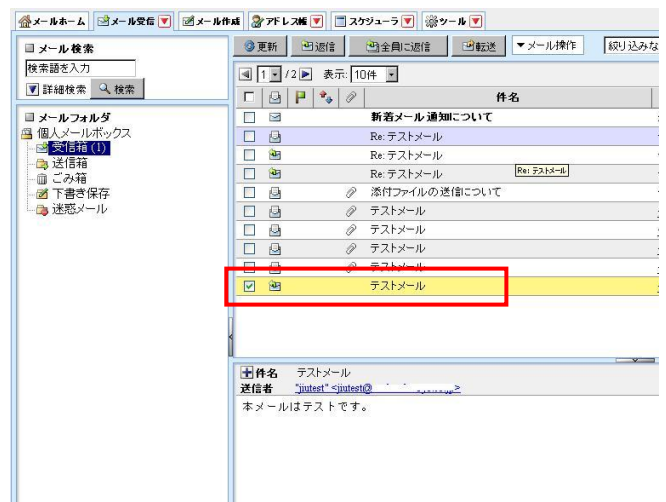 メールホーム メール受信 メール作成 アドレス帳 スケジューラ ツール
メール検索
検索語を入力
詳細検索 検索
メールフォルダ
個人メールボックス
受信箱 (1)
送信箱
ごみ箱
下書き保存
迷惑メール
更新 返信 全員に返信 転送 ▼メール操作 絞り込みな
1 /2 表示: 10件
件名
新着メール通知について
Re: テストメール
Re: テストメール
Re: テストメール
Re: テストメール
添付ファイルの送信について
テストメール
テストメール
テストメール
テストメール
テストメール
件名 テストメール
送信者 "jiutest" <jiutest@
本メールはテストです。